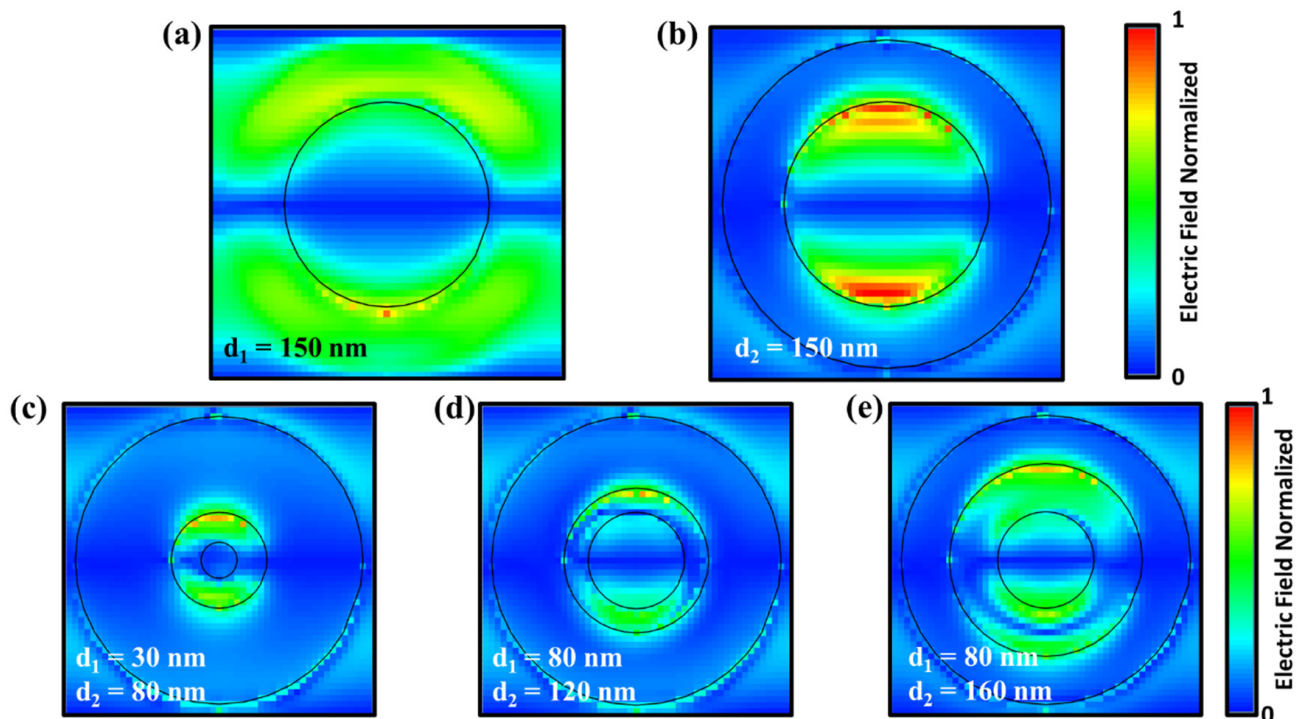 (a)
d₁ = 150 nm
(b)
d₂ = 150 nm
1
Electric Field Normalized
0
(c)
d₁ = 30 nm
d₂ = 80 nm
(d)
d₁ = 80 nm
d₂ = 120 nm
(e)
d₁ = 80 nm
d₂ = 160 nm
1
Electric Field Normalized
0